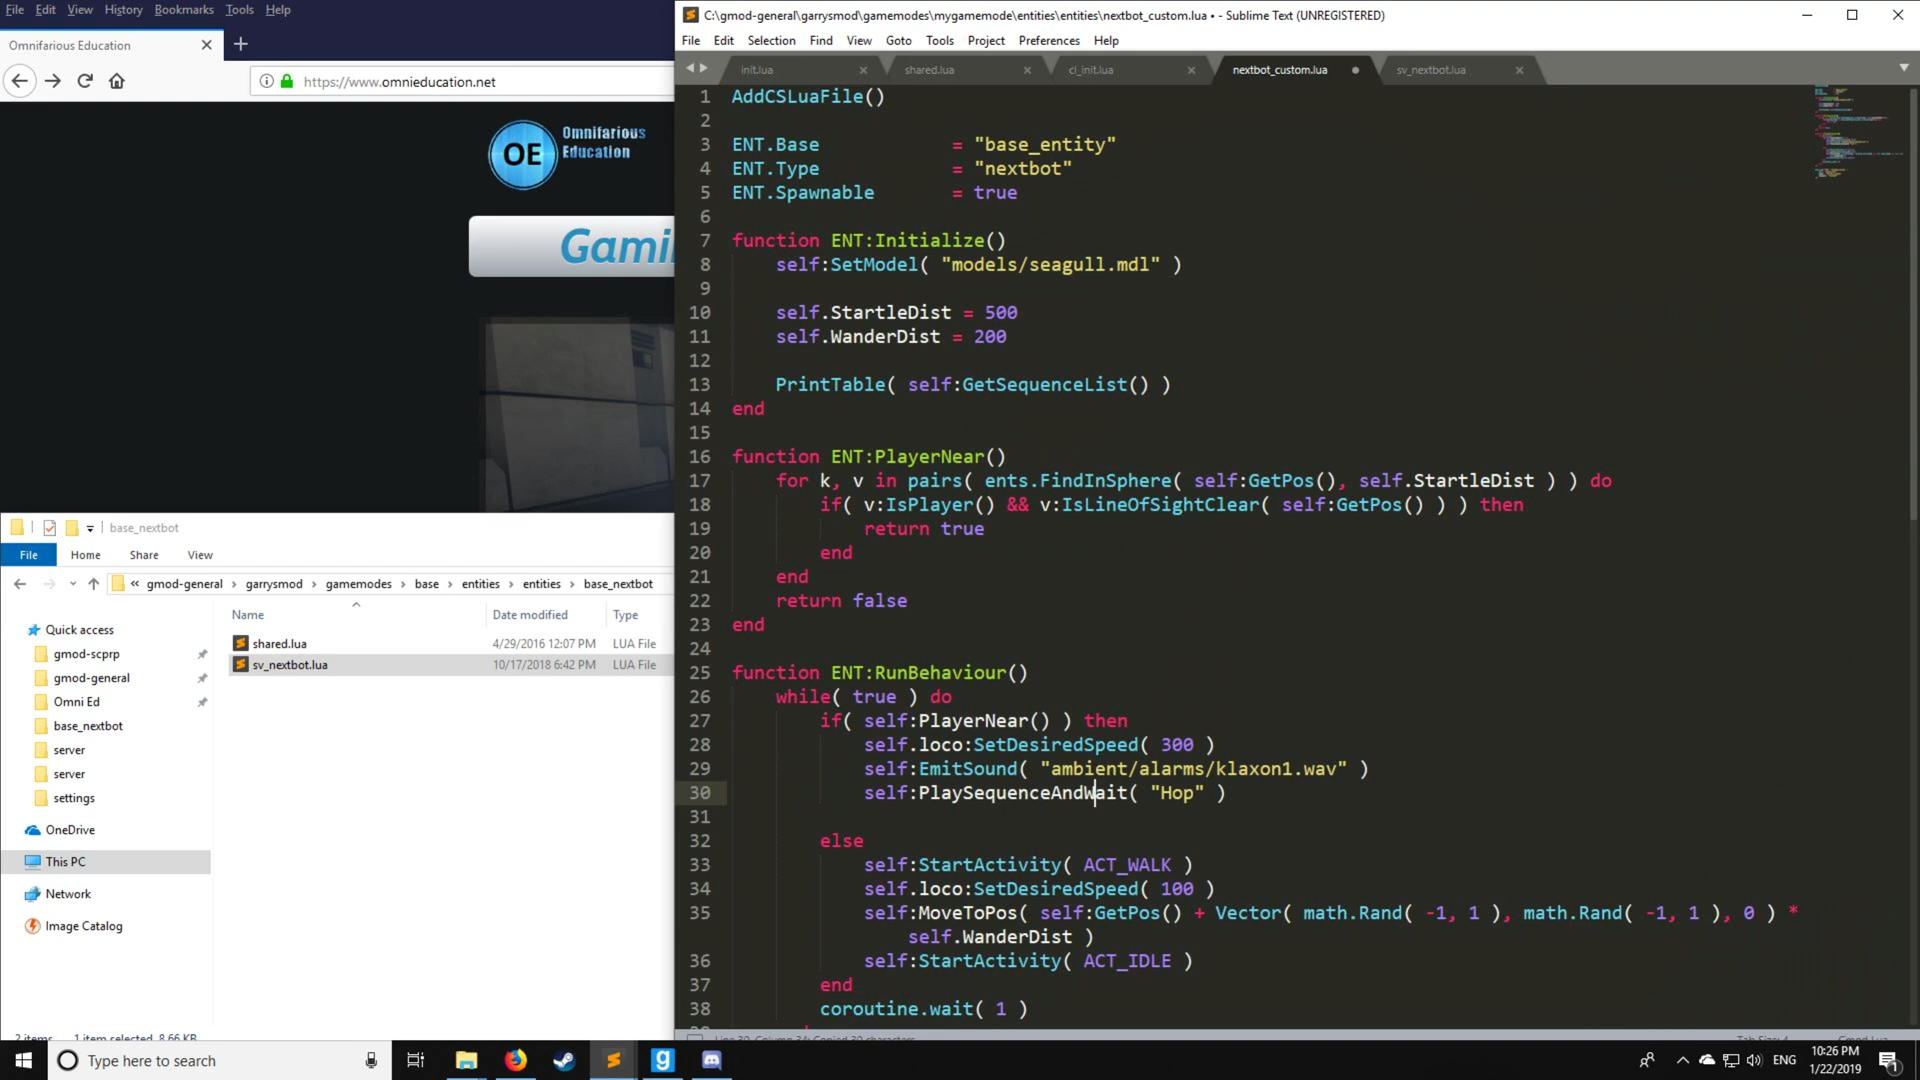 File Edit View History Bookmarks Tools Help
Omnifarious Education
https://www.omnieducation.net
OE
Omnifarious
Education
Gami
base_nextbot
File Home Share View
« gmod-general › garrysmod › gamemodes › base › entities › entities › base_nextbot
Name Date modified Type
Quick access
gmod-scprp
gmod-general
Omni Ed
base_nextbot
server
server
settings
OneDrive
This PC
Network
Image Catalog
shared.lua 4/29/2016 12:07 PM LUA File
sv_nextbot.lua 10/17/2018 6:42 PM LUA File
2 items 1 item selected 8.66 KB
C:\gmod-general\garrysmod\gamemodes\mygamemode\entities\entities\nextbot_custom.lua • - Sublime Text (UNREGISTERED)
File Edit Selection Find View Goto Tools Project Preferences Help
init.lua shared.lua cl_init.lua nextbot_custom.lua sv_nextbot.lua
1 AddCSLuaFile()
2
3 ENT.Base = "base_entity"
4 ENT.Type = "nextbot"
5 ENT.Spawnable = true
6
7 function ENT:Initialize()
8 self:SetModel( "models/seagull.mdl" )
9
10 self.StartleDist = 500
11 self.WanderDist = 200
12
13 PrintTable( self:GetSequenceList() )
14 end
15
16 function ENT:PlayerNear()
17 for k, v in pairs( ents.FindInSphere( self:GetPos(), self.StartleDist ) ) do
18 if( v:IsPlayer() && v:IsLineOfSightClear( self:GetPos() ) ) then
19 return true
20 end
21 end
22 return false
23 end
24
25 function ENT:RunBehaviour()
26 while( true ) do
27 if( self:PlayerNear() ) then
28 self.loco:SetDesiredSpeed( 300 )
29 self:EmitSound( "ambient/alarms/klaxon1.wav" )
30 self:PlaySequenceAndWait( "Hop" )
31
32 else
33 self:StartActivity( ACT_WALK )
34 self.loco:SetDesiredSpeed( 100 )
35 self:MoveToPos( self:GetPos() + Vector( math.Rand( -1, 1 ), math.Rand( -1, 1 ), 0 ) *
self.WanderDist )
36 self:StartActivity( ACT_IDLE )
37 end
38 coroutine.wait( 1 )
Type here to search
ENG
10:26 PM
1/22/2019
1